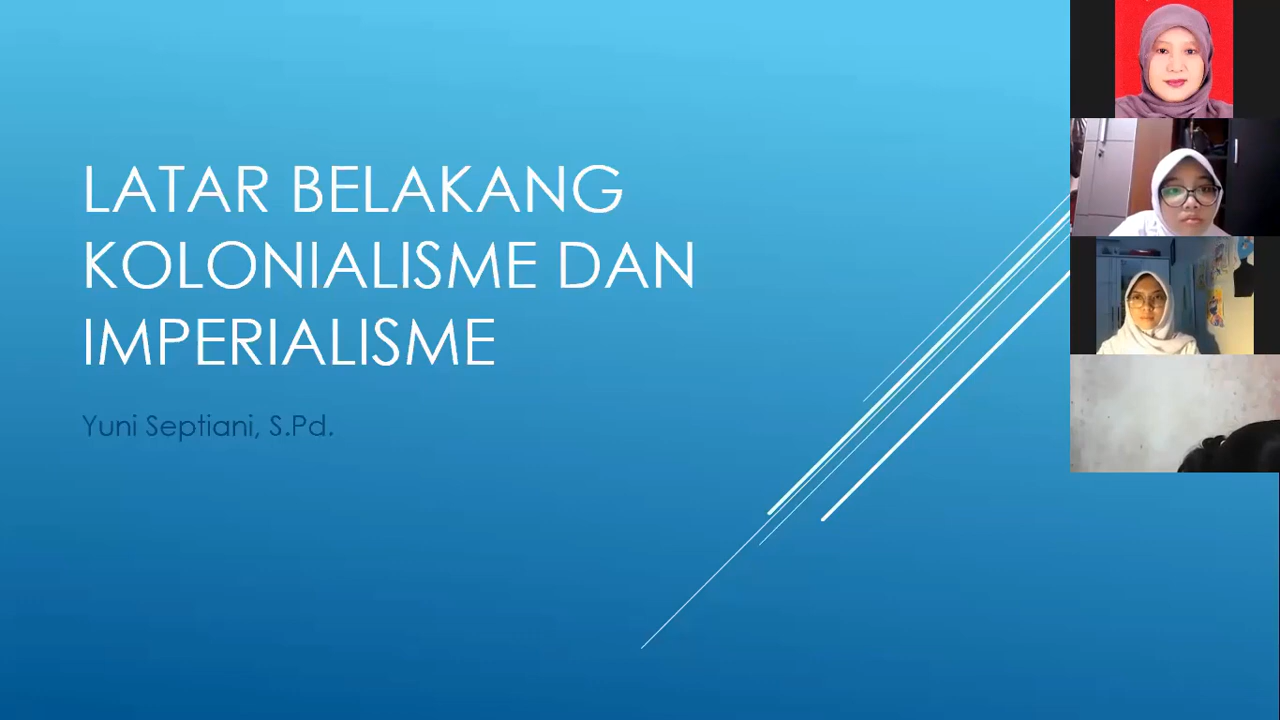 LATAR BELAKANG
KOLONIALISME DAN
IMPERIALISME
Yuni Septiani, S.Pd.